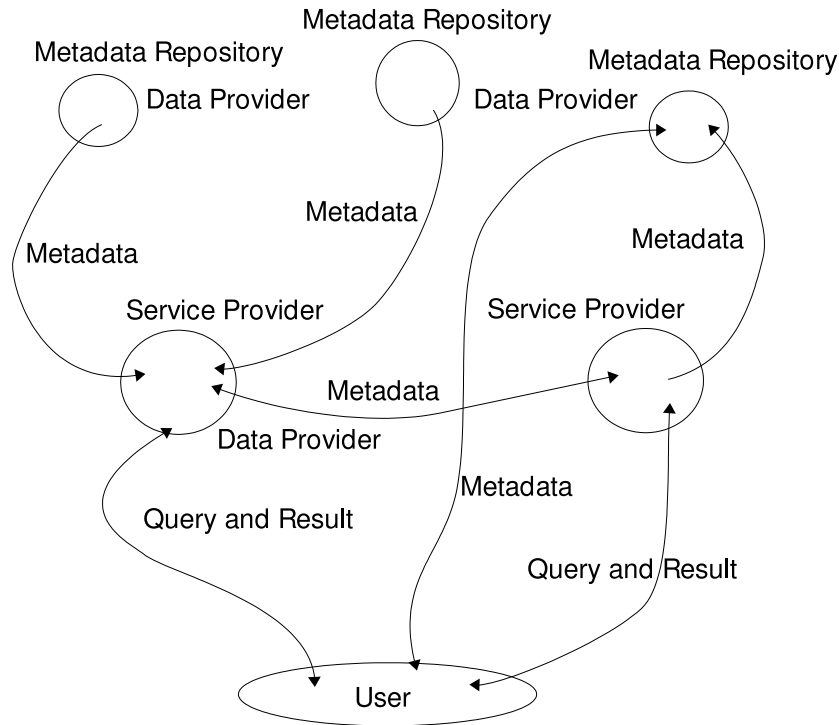 Metadata Repository
Metadata Repository
Metadata Repository
Data Provider
Data Provider
Metadata
Metadata
Metadata
Service Provider
Service Provider
Metadata
Data Provider
Metadata
Query and Result
Query and Result
User